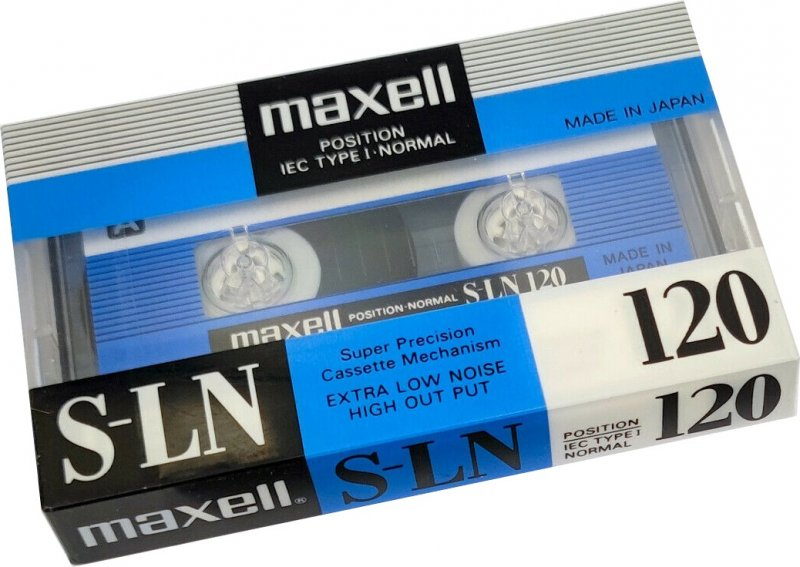 maxell
POSITION
IEC TYPE I·NORMAL
MADE IN JAPAN
A
MADE IN
JAPAN
maxell POSITION·NORMAL S-LN 120
S-LN
Super Precision
Cassette Mechanism
EXTRA LOW NOISE
HIGH OUT PUT
120
maxell®
S-LN
POSITION
IEC TYPE I
NORMAL
120